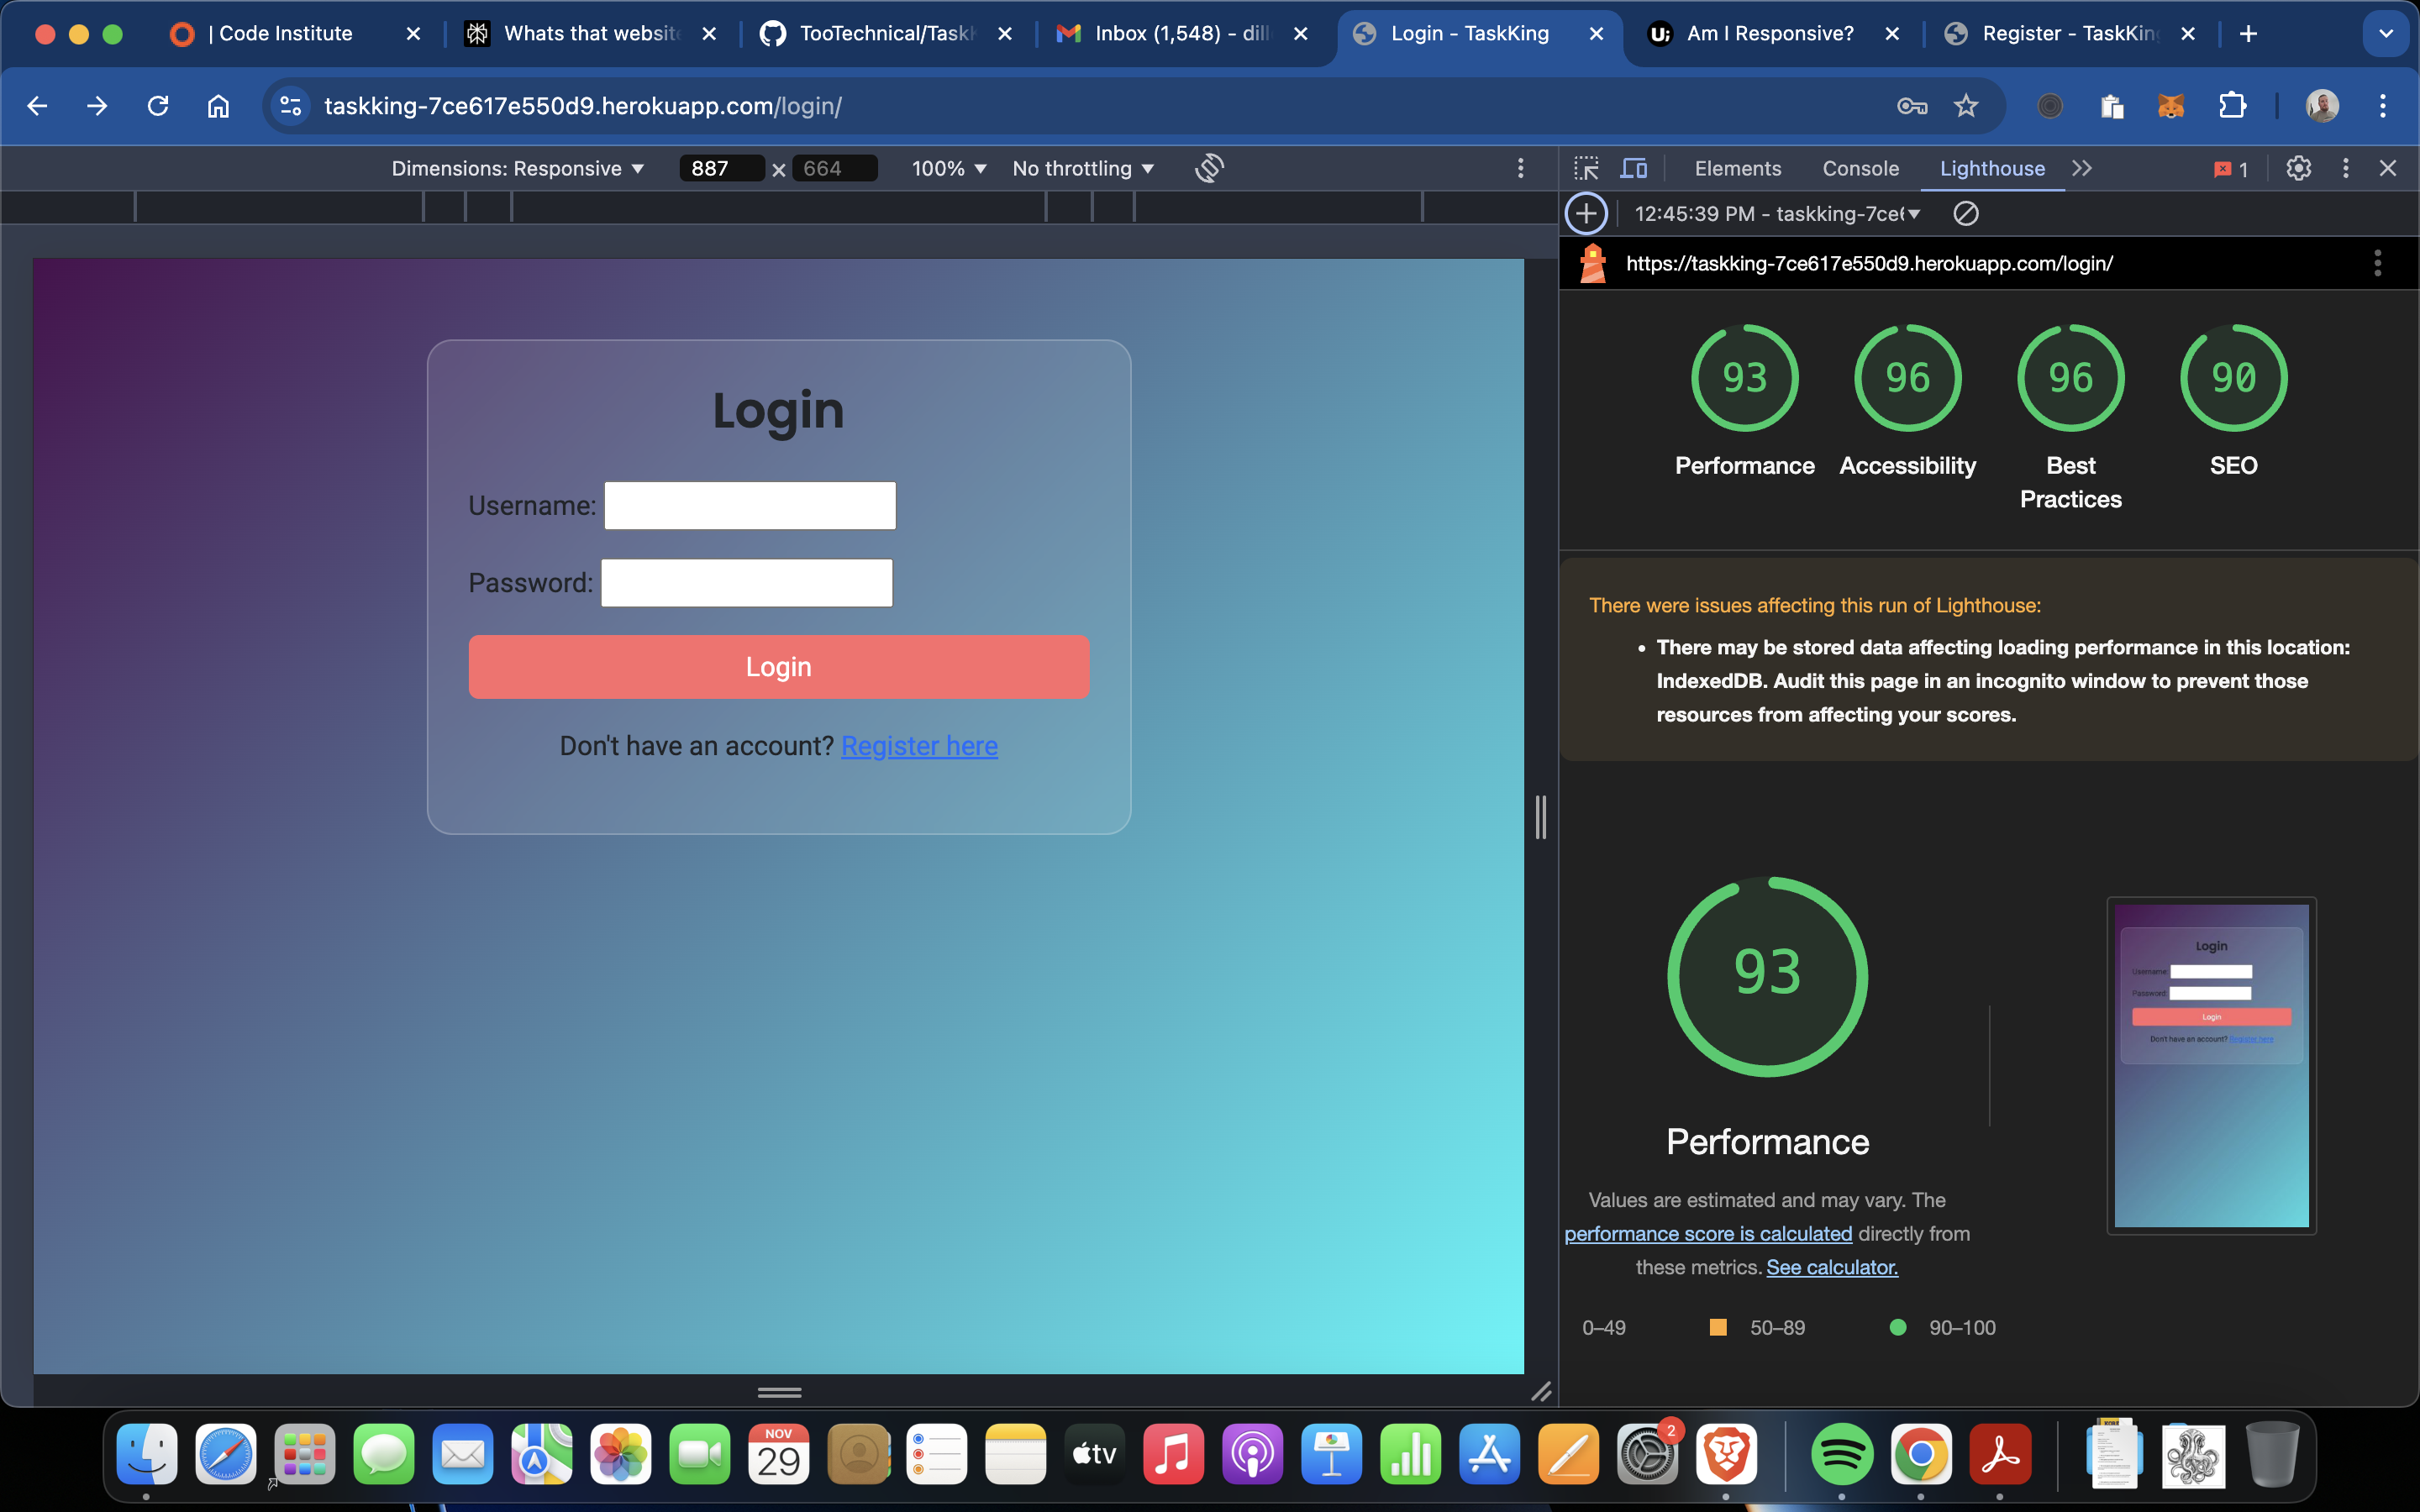 | Code Institute
Whats that website
TooTechnical/Task
Inbox (1,548) - dill
Login - TaskKing
Am I Responsive?
Register - TaskKin
taskking-7ce617e550d9.herokuapp.com/login/
Dimensions: Responsive
887
×
664
100%
No throttling
Elements
Console
Lighthouse
1
12:45:39 PM - taskking-7ce
https://taskking-7ce617e550d9.herokuapp.com/login/
Login
Username:
Password:
Login
Don't have an account? Register here
93
96
96
90
Performance
Accessibility
Best
Practices
SEO
There were issues affecting this run of Lighthouse:
There may be stored data affecting loading performance in this location:
IndexedDB. Audit this page in an incognito window to prevent those
resources from affecting your scores.
93
Performance
Values are estimated and may vary. The
performance score is calculated directly from
these metrics. See calculator.
0–49
50–89
90–100
Login
Username:
Password:
Login
Don't have an account? Register here
NOV
29
tv
2